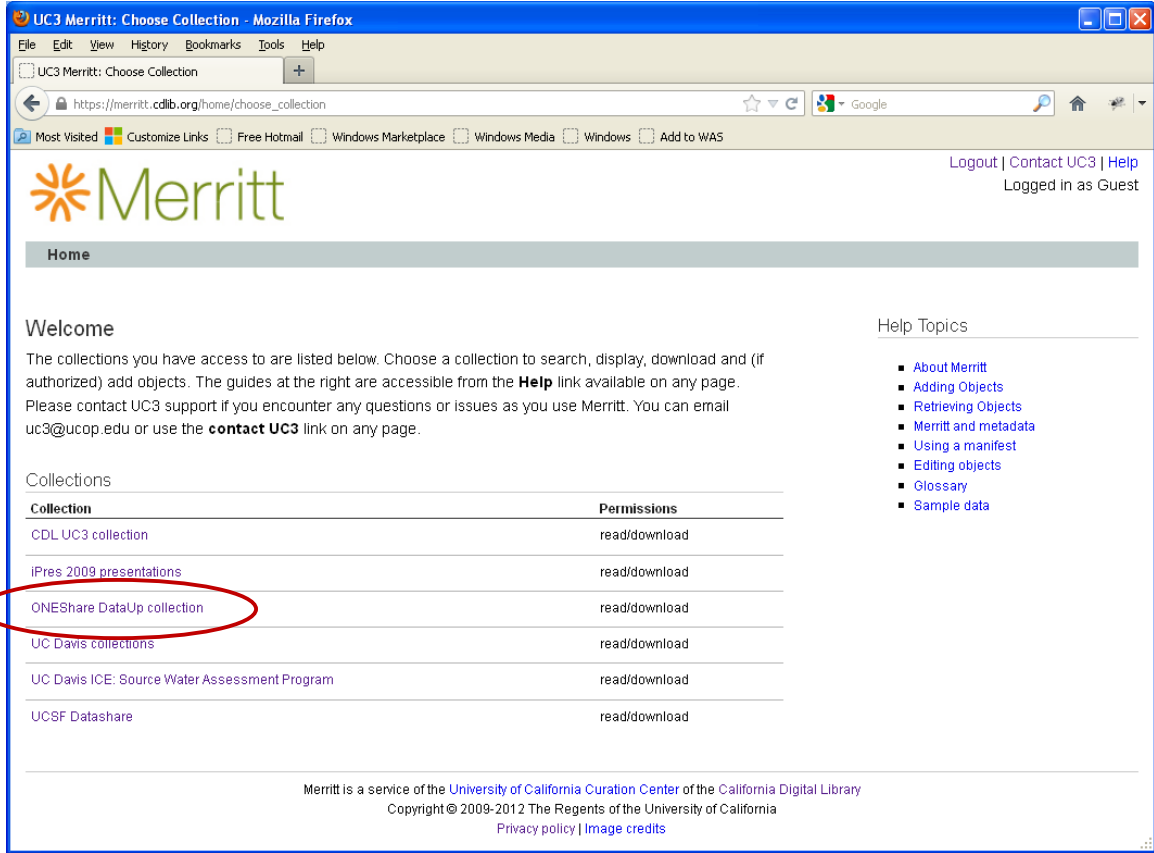 UC3 Merritt: Choose Collection - Mozilla Firefox
File Edit View History Bookmarks Tools Help
UC3 Merritt: Choose Collection +
https://merritt.cdlib.org/home/choose_collection Google
Most Visited Customize Links Free Hotmail Windows Marketplace Windows Media Windows Add to WAS
Logout | Contact UC3 | Help
Logged in as Guest
Merritt
Home
Welcome
The collections you have access to are listed below. Choose a collection to search, display, download and (if
authorized) add objects. The guides at the right are accessible from the Help link available on any page.
Please contact UC3 support if you encounter any questions or issues as you use Merritt. You can email
uc3@ucop.edu or use the contact UC3 link on any page.
Collections
Collection Permissions
CDL UC3 collection read/download
iPres 2009 presentations read/download
ONEShare DataUp collection read/download
UC Davis collections read/download
UC Davis ICE: Source Water Assessment Program read/download
UCSF Datashare read/download
Help Topics
About Merritt
Adding Objects
Retrieving Objects
Merritt and metadata
Using a manifest
Editing objects
Glossary
Sample data
Merritt is a service of the University of California Curation Center of the California Digital Library
Copyright © 2009-2012 The Regents of the University of California
Privacy policy | Image credits